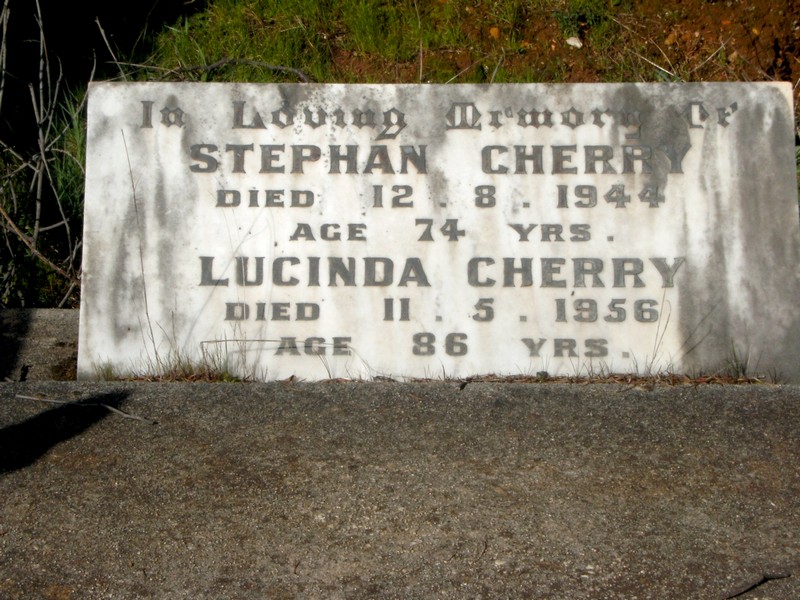 In Loving Memory Of
STEPHAN CHERRY
DIED 12 . 8 . 1944
AGE 74 YRS .
LUCINDA CHERRY
DIED 11 . 5 . 1956
AGE 86 YRS .